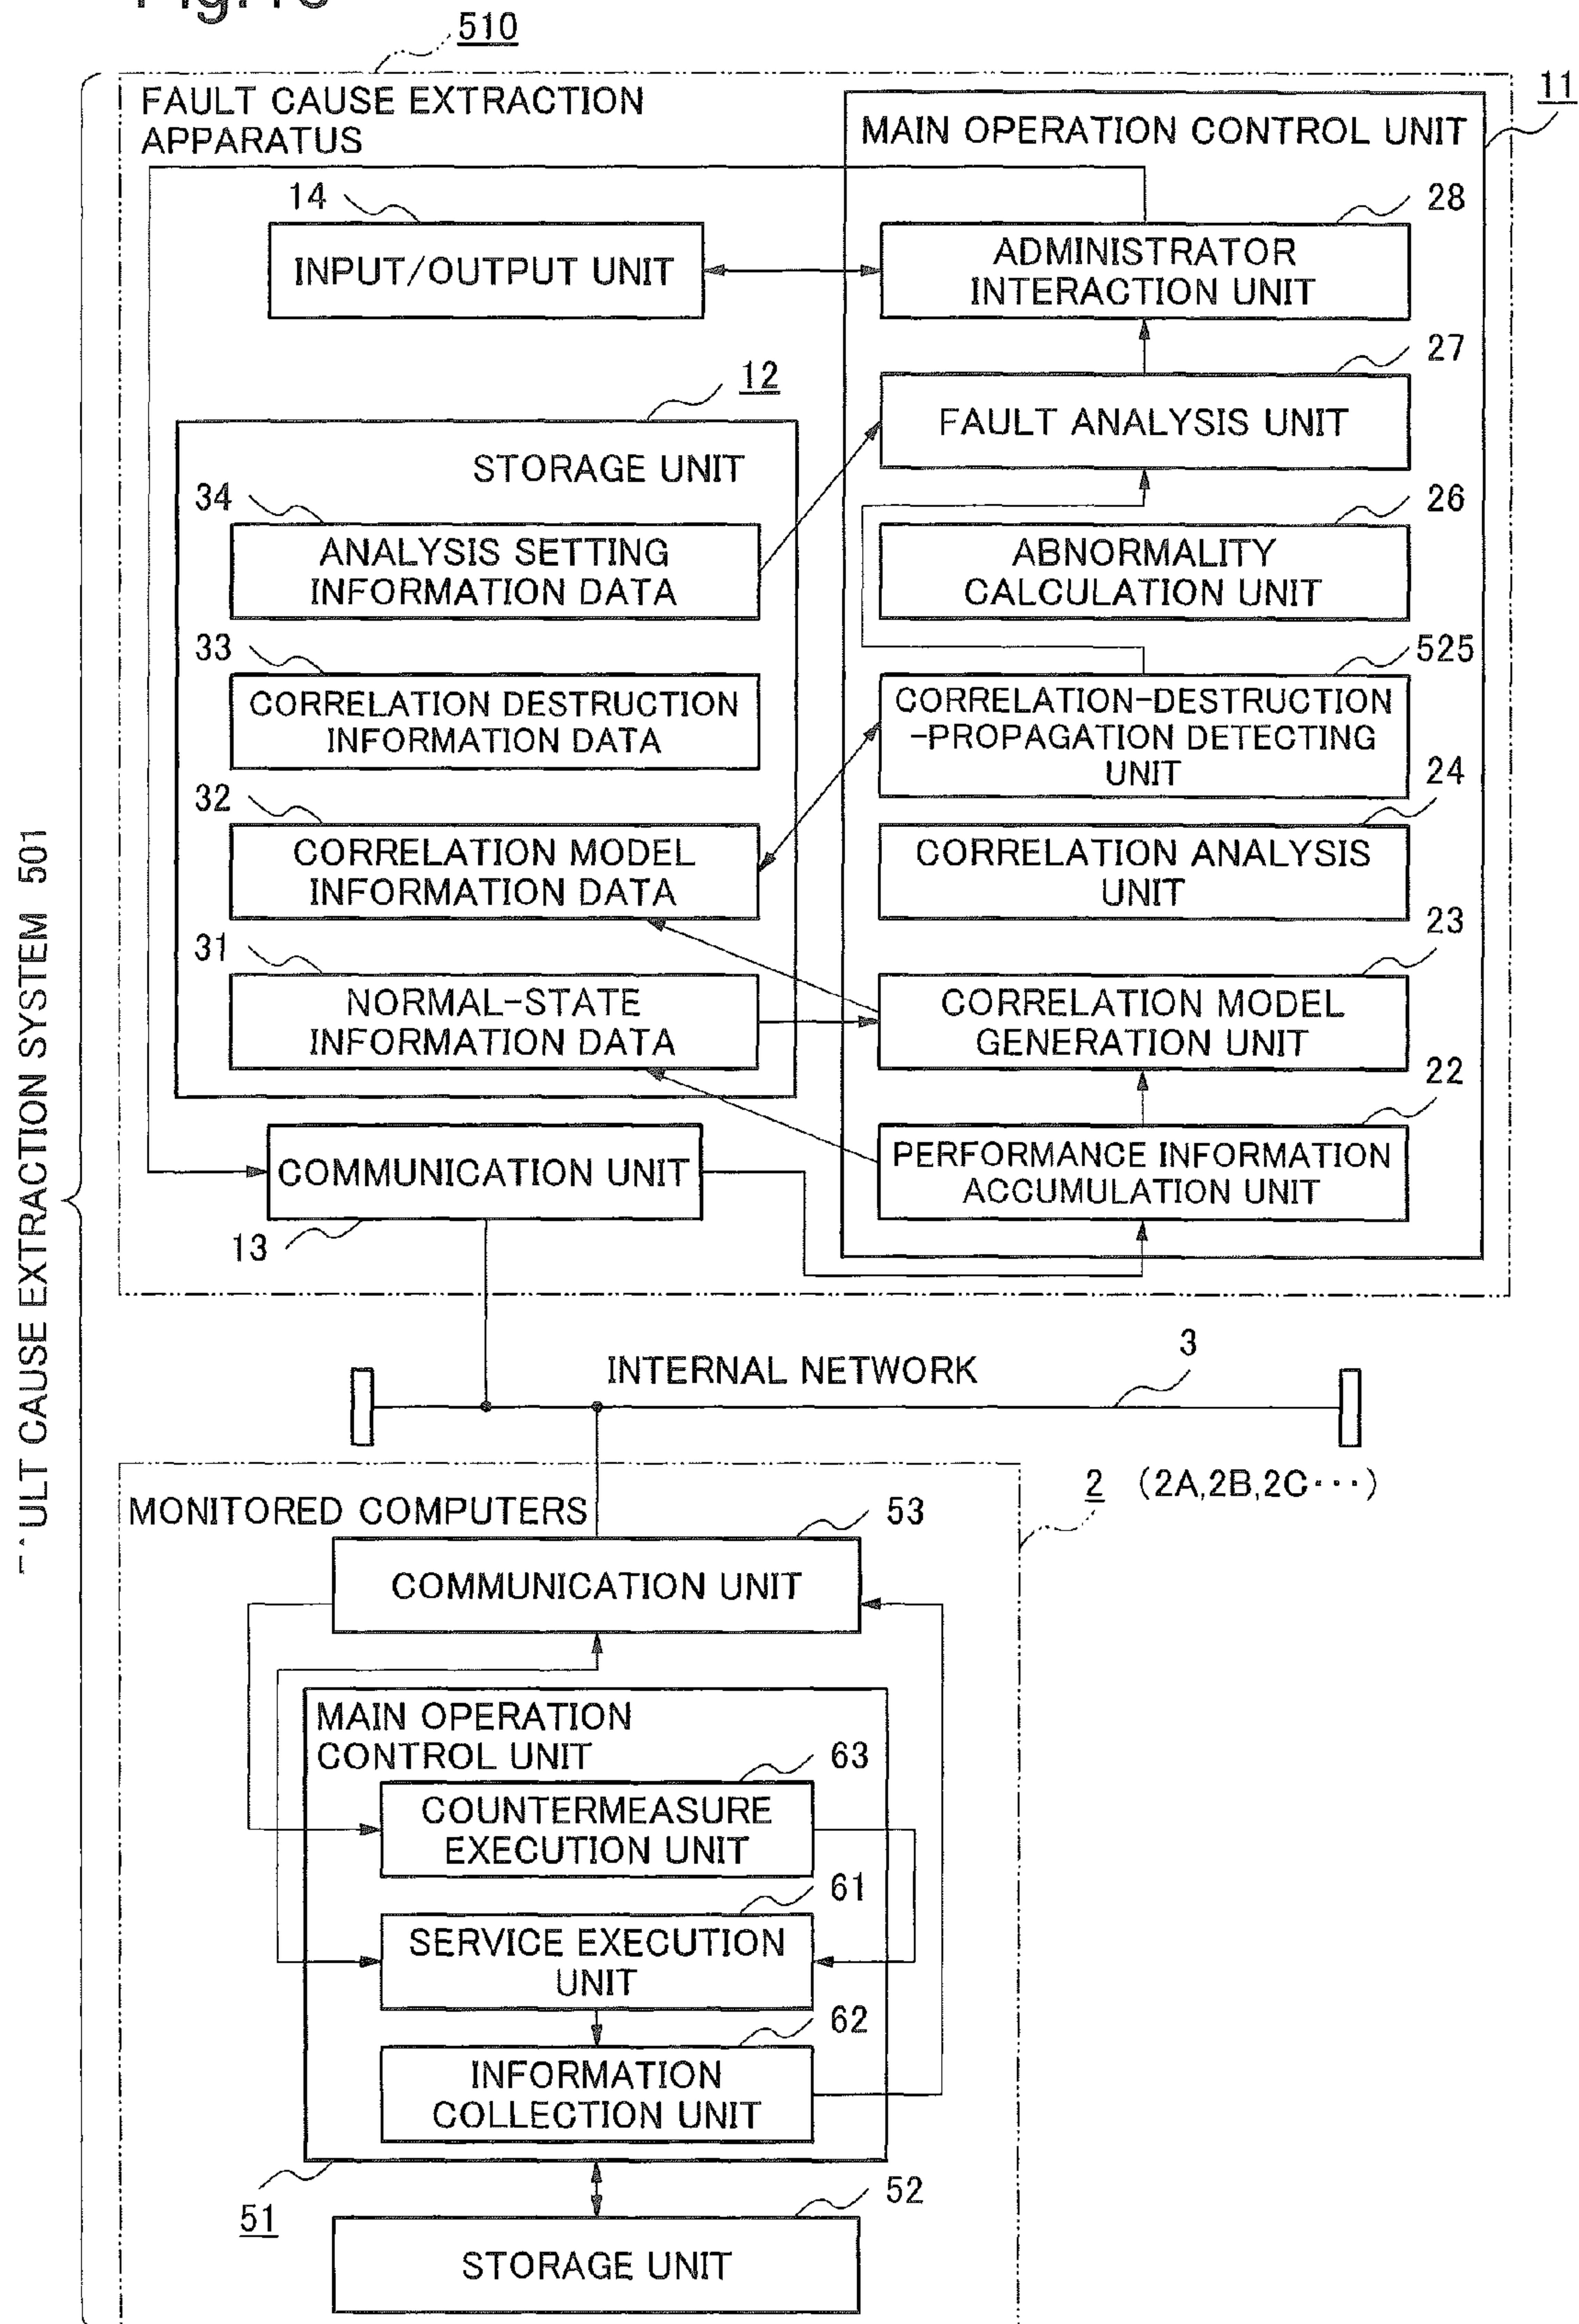 510
11
FAULT CAUSE EXTRACTION
APPARATUS
MAIN OPERATION CONTROL UNIT
14
28
INPUT/OUTPUT UNIT
ADMINISTRATOR
INTERACTION UNIT
27
12
FAULT ANALYSIS UNIT
STORAGE UNIT
34
26
ANALYSIS SETTING
INFORMATION DATA
ABNORMALITY
CALCULATION UNIT
33
525
CORRELATION DESTRUCTION
INFORMATION DATA
CORRELATION-DESTRUCTION
-PROPAGATION DETECTING
UNIT
32
24
CORRELATION MODEL
INFORMATION DATA
CORRELATION ANALYSIS
UNIT
31
23
NORMAL-STATE
INFORMATION DATA
CORRELATION MODEL
GENERATION UNIT
22
COMMUNICATION UNIT
PERFORMANCE INFORMATION
ACCUMULATION UNIT
13
CAUSE EXTRACTION SYSTEM 501
INTERNAL NETWORK
3
2 (2A,2B,2C···)
MONITORED COMPUTERS
53
COMMUNICATION UNIT
MAIN OPERATION
CONTROL UNIT
63
COUNTERMEASURE
EXECUTION UNIT
61
SERVICE EXECUTION
UNIT
62
INFORMATION
COLLECTION UNIT
51
52
STORAGE UNIT